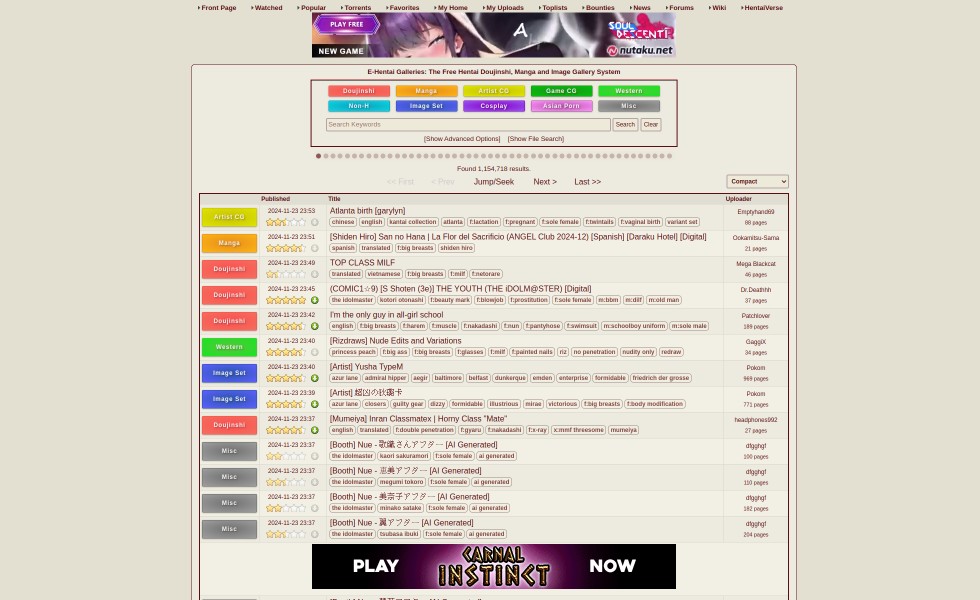 Front Page Watched Popular Torrents Favorites My Home My Uploads Toplists Bounties News Forums Wiki HentaiVerse
PLAY FREE
NEW GAME
SOUL DESCENT!
nutaku.net
E-Hentai Galleries: The Free Hentai Doujinshi, Manga and Image Gallery System
Doujinshi Manga Artist CG Game CG Western
Non-H Image Set Cosplay Asian Porn Misc
Search Keywords Search Clear
[Show Advanced Options] [Show File Search]
Found 1,154,718 results.
<< First < Prev Jump/Seek Next > Last >> Compact
Published Title Uploader
Artist CG 2024-11-23 23:53 Atlanta birth [garylyn] Emptyhand69
chinese english kantai collection atlanta f:lactation f:pregnant f:sole female f:twintails f:vaginal birth variant set 88 pages
Manga 2024-11-23 23:51 [Shiden Hiro] San no Hana | La Flor del Sacrificio (ANGEL Club 2024-12) [Spanish] [Daraku Hotel] [Digital] Ookamitsu-Sama
spanish translated f:big breasts shiden hiro 21 pages
Doujinshi 2024-11-23 23:49 TOP CLASS MILF Mega Blackcat
translated vietnamese f:big breasts f:milf f:netorare 46 pages
Doujinshi 2024-11-23 23:45 (COMIC1☆9) [S Shoten (3e)] THE YOUTH (THE iDOLM@STER) [Digital] Dr.Deathhh
the idolmaster kotori otonashi f:beauty mark f:blowjob f:prostitution f:sole female m:bbm m:dilf m:old man 37 pages
Doujinshi 2024-11-23 23:42 I'm the only guy in all-girl school Patchlover
english f:big breasts f:harem f:muscle f:nakadashi f:nun f:pantyhose f:swimsuit m:schoolboy uniform m:sole male 189 pages
Western 2024-11-23 23:40 [Rizdraws] Nude Edits and Variations GaggiX
princess peach f:big ass f:big breasts f:glasses f:milf f:painted nails riz no penetration nudity only redraw 34 pages
Image Set 2024-11-23 23:40 [Artist] Yusha TypeM Pokom
azur lane admiral hipper aegir baltimore belfast dunkerque emden enterprise formidable friedrich der grosse 969 pages
Image Set 2024-11-23 23:39 [Artist] 超凶の狄璐卡 Pokom
azur lane closers guilty gear dizzy formidable illustrious mirae victorious f:big breasts f:body modification 771 pages
Doujinshi 2024-11-23 23:37 [Mumeiya] Inran Classmatex | Horny Class "Mate" headphones992
english translated f:double penetration f:gyaru f:nakadashi f:x-ray x:mmf threesome mumeiya 27 pages
Misc 2024-11-23 23:37 [Booth] Nue - 歌織さんアフター [AI Generated] dfgghgf
the idolmaster kaori sakuramori f:sole female ai generated 100 pages
Misc 2024-11-23 23:37 [Booth] Nue - 恵美アフター [AI Generated] dfgghgf
the idolmaster megumi tokoro f:sole female ai generated 110 pages
Misc 2024-11-23 23:37 [Booth] Nue - 美奈子アフター [AI Generated] dfgghgf
the idolmaster minako satake f:sole female ai generated 182 pages
Misc 2024-11-23 23:37 [Booth] Nue - 翼アフター [AI Generated] dfgghgf
the idolmaster tsubasa ibuki f:sole female ai generated 204 pages
PLAY CARNAL INSTINCT NOW